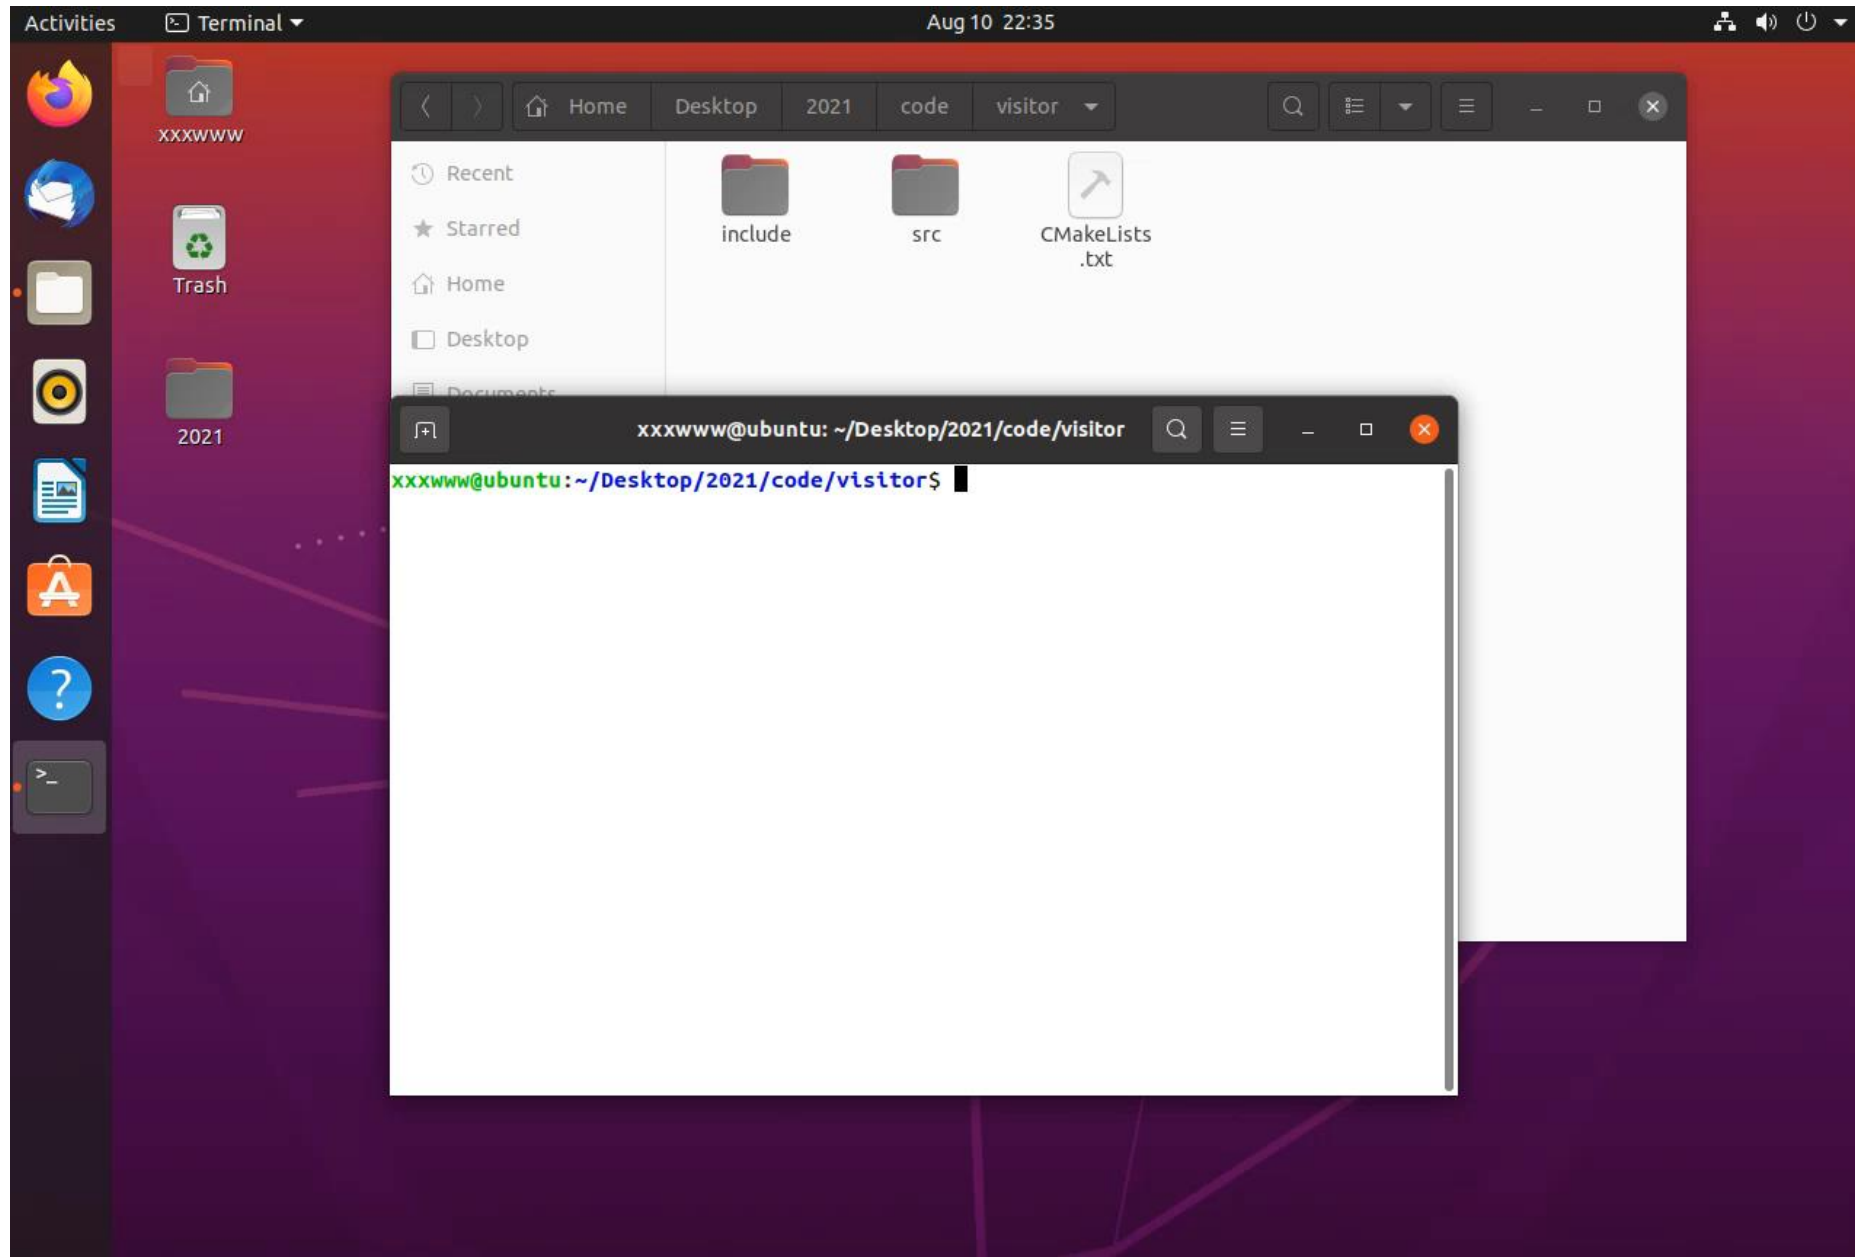 Activities
Terminal
Aug 10 22:35
xxxwww
Trash
2021
Home Desktop 2021 code visitor
Recent
Starred
Home
Desktop
Documents
include
src
CMakeLists
.txt
xxxwww@ubuntu: ~/Desktop/2021/code/visitor
xxxwww@ubuntu:~/Desktop/2021/code/visitor$